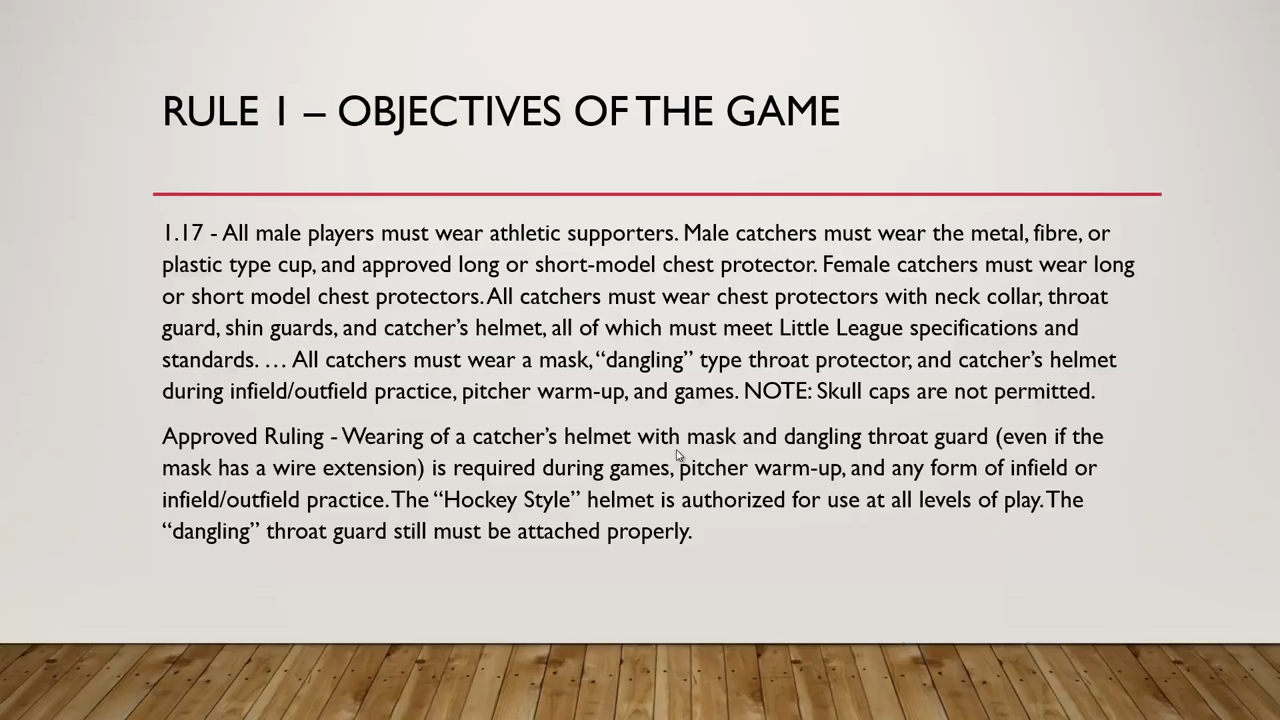 RULE 1 – OBJECTIVES OF THE GAME
1.17 - All male players must wear athletic supporters. Male catchers must wear the metal, fibre, or
plastic type cup, and approved long or short-model chest protector. Female catchers must wear long
or short model chest protectors. All catchers must wear chest protectors with neck collar, throat
guard, shin guards, and catcher’s helmet, all of which must meet Little League specifications and
standards. … All catchers must wear a mask, “dangling” type throat protector, and catcher’s helmet
during infield/outfield practice, pitcher warm-up, and games. NOTE: Skull caps are not permitted.
Approved Ruling - Wearing of a catcher’s helmet with mask and dangling throat guard (even if the
mask has a wire extension) is required during games, pitcher warm-up, and any form of infield or
infield/outfield practice. The “Hockey Style” helmet is authorized for use at all levels of play. The
“dangling” throat guard still must be attached properly.